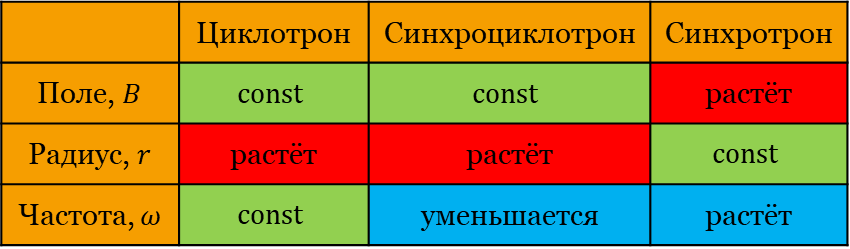 Циклотрон Синхроциклотрон Синхротрон
Поле, B const const растёт
Радиус, r растёт растёт const
Частота, ω const уменьшается растёт